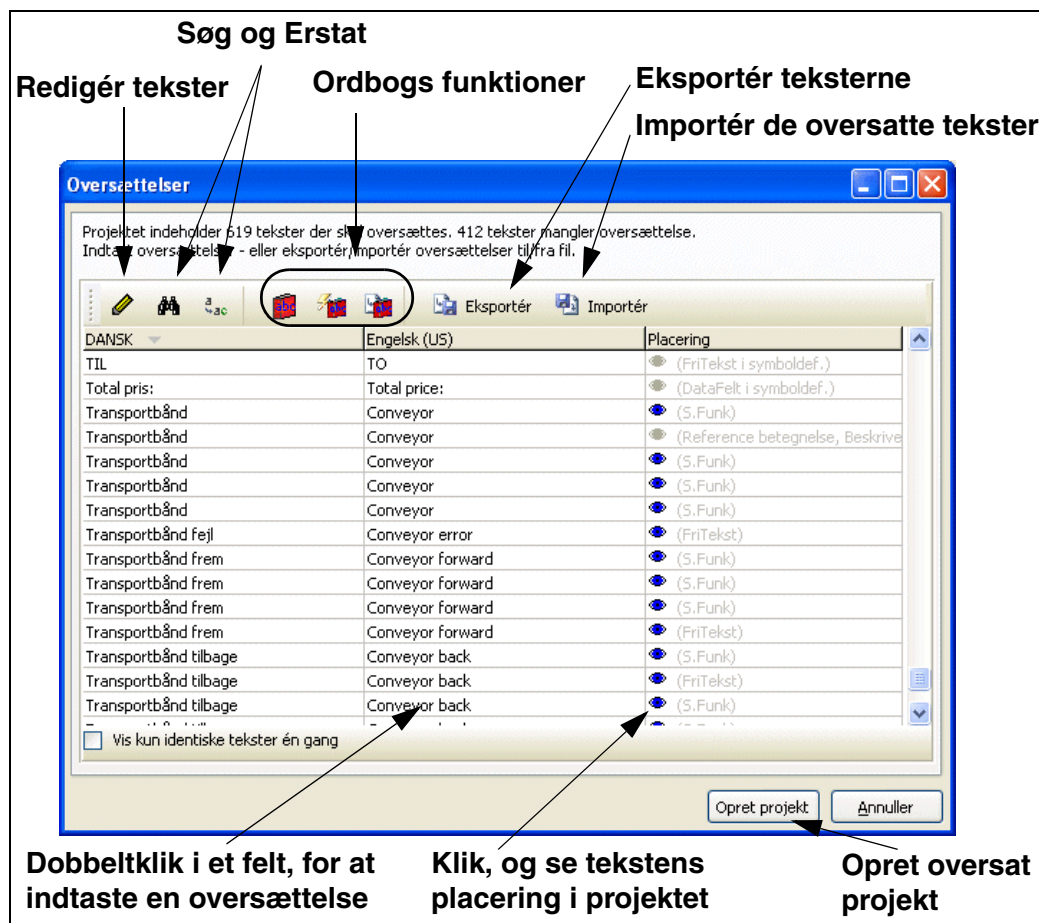 Søg og Erstat
Redigér tekster
Ordbogs funktioner
Eksportér teksterne
Importér de oversatte tekster
Oversættelser
Projektet indeholder 619 tekster der skal oversættes. 412 tekster mangler oversættelse.
Indtast oversættelser - eller eksportér/importér oversættelser til/fra fil.
Eksportér Importér
DANSK Engelsk (US) Placering
TIL TO (FriTekst i symboldef.)
Total pris: Total price: (DataFelt i symboldef.)
Transportbånd Conveyor (S.Funk)
Transportbånd Conveyor (Reference betegnelse, Beskrive
Transportbånd Conveyor (S.Funk)
Transportbånd Conveyor (S.Funk)
Transportbånd Conveyor (S.Funk)
Transportbånd fejl Conveyor error (FriTekst)
Transportbånd frem Conveyor forward (S.Funk)
Transportbånd frem Conveyor forward (S.Funk)
Transportbånd frem Conveyor forward (S.Funk)
Transportbånd frem Conveyor forward (FriTekst)
Transportbånd tilbage Conveyor back (S.Funk)
Transportbånd tilbage Conveyor back (FriTekst)
Transportbånd tilbage Conveyor back (S.Funk)
Vis kun identiske tekster én gang
Opret projekt Annuller
Dobbeltklik i et felt, for at
indtaste en oversættelse
Klik, og se tekstens
placering i projektet
Opret oversat
projekt